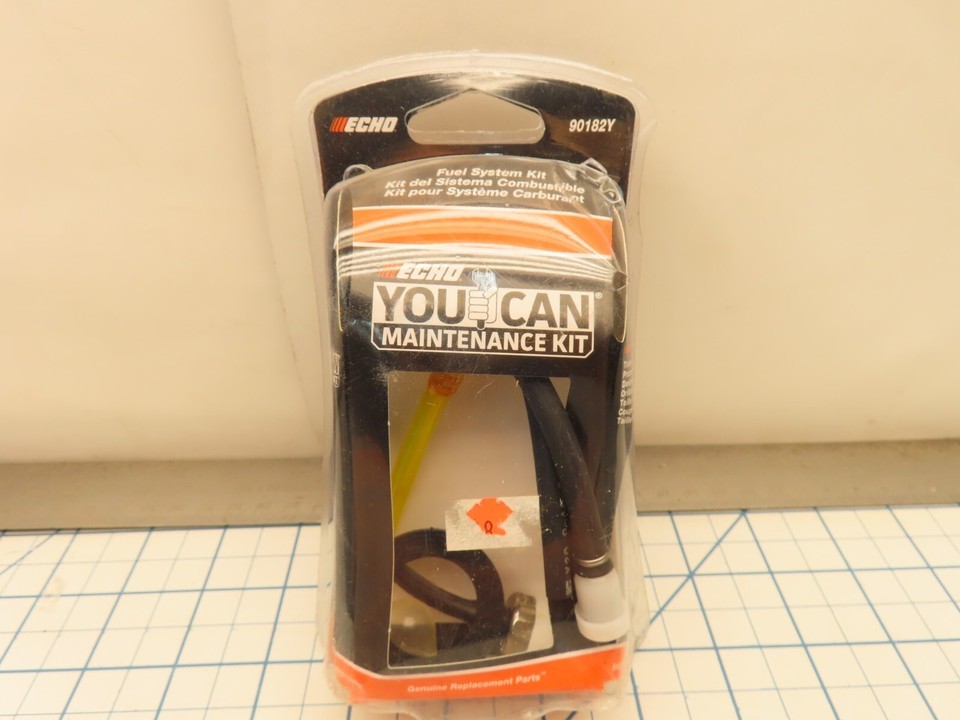 ECHO
90182Y
Fuel System Kit
Kit del Sistema Combustible
Kit pour Système Carburant
ECHO
YOU CAN®
MAINTENANCE KIT
Genuine Replacement Parts™